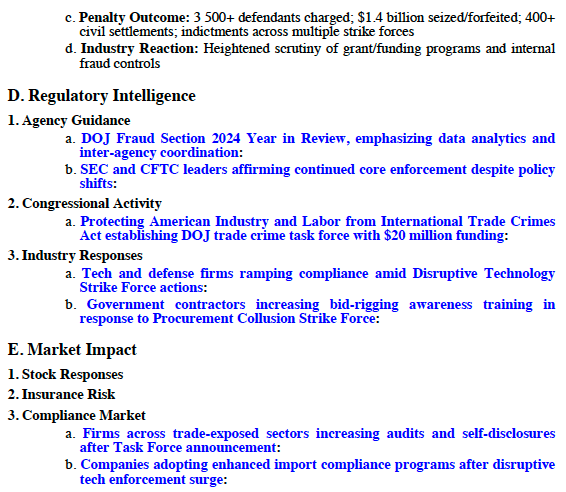 c. Penalty Outcome: 3 500+ defendants charged; $1.4 billion seized/forfeited; 400+
civil settlements; indictments across multiple strike forces
d. Industry Reaction: Heightened scrutiny of grant/funding programs and internal
fraud controls
D. Regulatory Intelligence
1. Agency Guidance
a. DOJ Fraud Section 2024 Year in Review, emphasizing data analytics and
inter-agency coordination:
b. SEC and CFTC leaders affirming continued core enforcement despite policy
shifts:
2. Congressional Activity
a. Protecting American Industry and Labor from International Trade Crimes
Act establishing DOJ trade crime task force with $20 million funding:
3. Industry Responses
a. Tech and defense firms ramping compliance amid Disruptive Technology
Strike Force actions:
b. Government contractors increasing bid-rigging awareness training in
response to Procurement Collusion Strike Force:
E. Market Impact
1. Stock Responses
2. Insurance Risk
3. Compliance Market
a. Firms across trade-exposed sectors increasing audits and self-disclosures
after Task Force announcement:
b. Companies adopting enhanced import compliance programs after disruptive
tech enforcement surge: